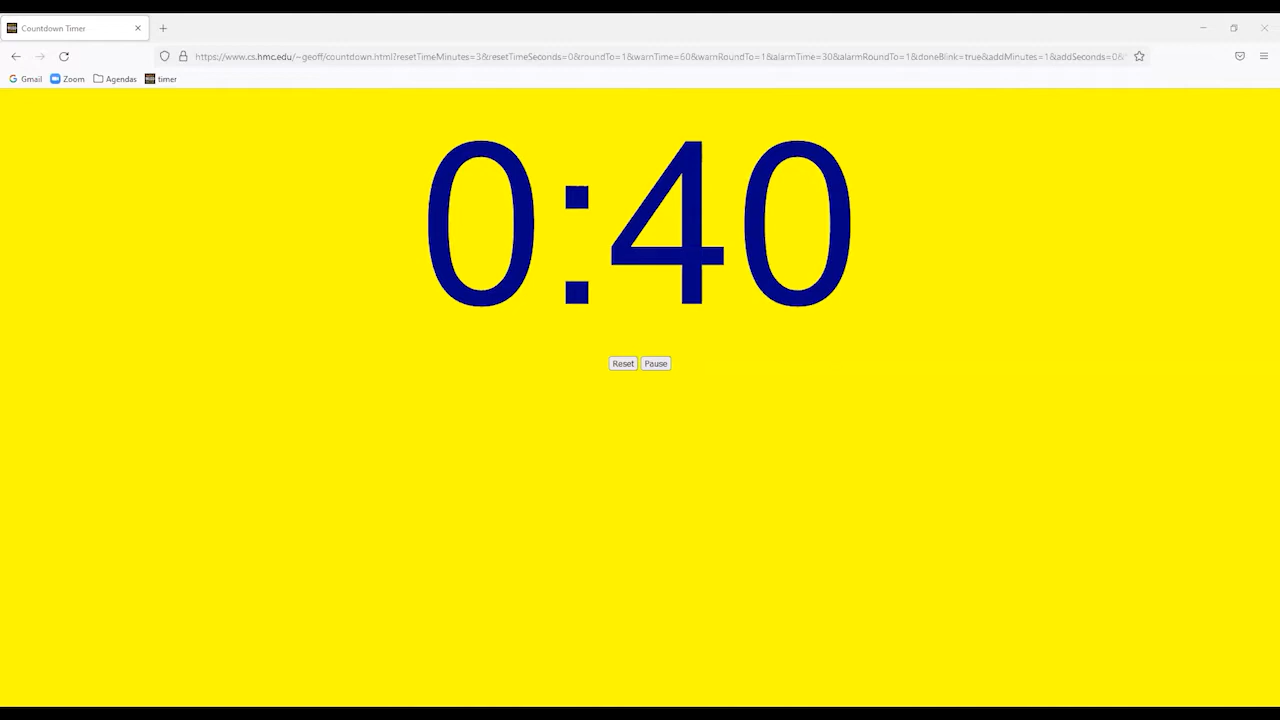 Countdown Timer
https://www.cs.hmc.edu/~geoff/countdown.html?resetTimeMinutes=3&resetTimeSeconds=0&roundTo=1&warnTime=60&warnRoundTo=1&alarmTime=30&alarmRoundTo=1&doneBlink=true&addMinutes=1&addSeconds=0&
Gmail Zoom Agendas timer
0:40
Reset Pause